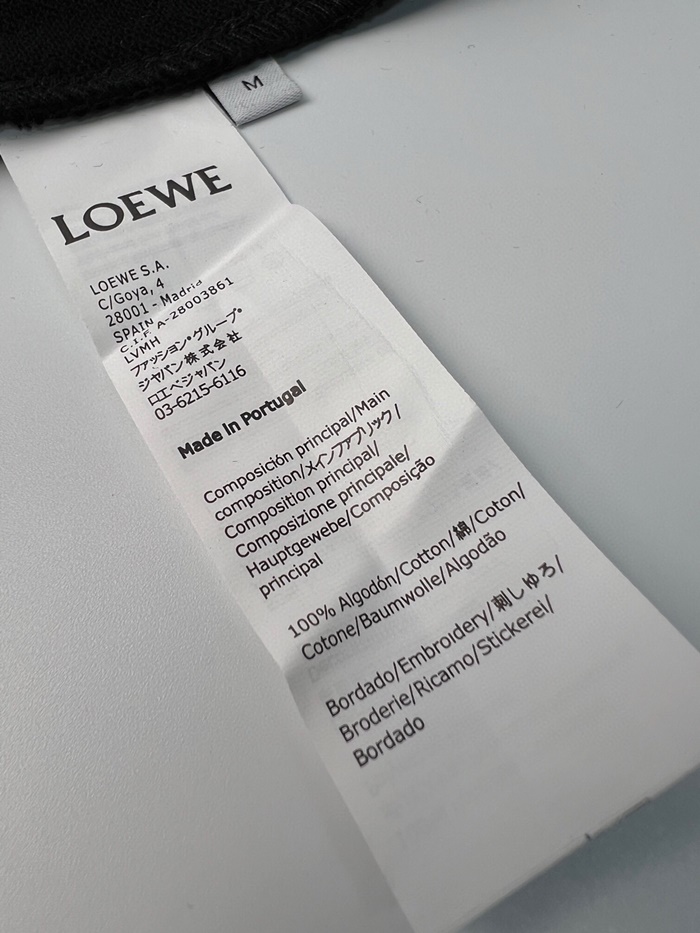 M
LOEWE
LOEWE S.A.
C/Goya, 4
28001 - Madrid
SPAIN
C.I.F. A-28003861
LVMH
ファッション・グループ・
ジャパン株式会社
ロエベジャパン
03-6215-6116
Made in Portugal
Composición principal/Main
composition/メインファブリック/
Composition principal/
Composizione principale/
Hauptgewebe/Composição
principal
100% Algodón/Cotton/綿/Coton/
Cotone/Baumwolle/Algodão
Bordado/Embroidery/刺しゆろ/
Broderie/Ricamo/Stickerei/
Bordado